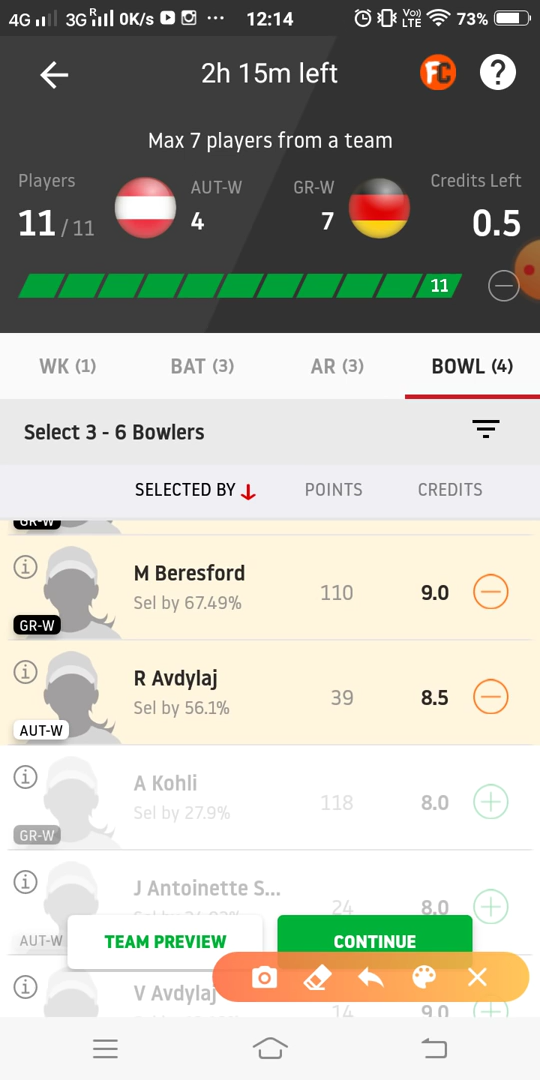 4G 3G R 0K/s ... 12:14 Vo) LTE 73%
2h 15m left FC ?
Max 7 players from a team
Players AUT-W GR-W Credits Left
11 / 11 4 7 0.5
11
WK (1) BAT (3) AR (3) BOWL (4)
Select 3 - 6 Bowlers
SELECTED BY POINTS CREDITS
GR-W
M Beresford
Sel by 67.49% 110 9.0
GR-W
R Avdylaj
Sel by 56.1% 39 8.5
AUT-W
A Kohli
Sel by 27.9% 118 8.0
GR-W
J Antoinette S...
24 8.0
AUT-W
TEAM PREVIEW CONTINUE
V Avdylaj
14 9.0